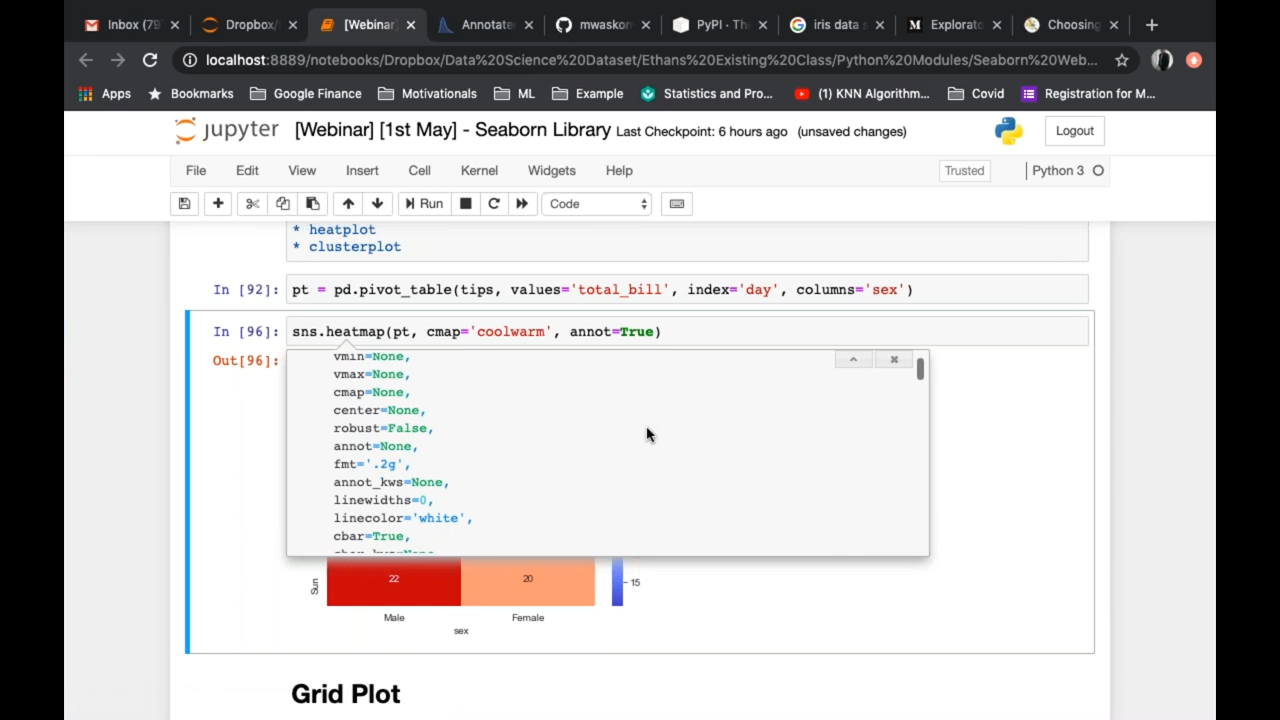 Inbox (79
Dropbox/
[Webinar
Annotate
mwaskom
PyPI · Th
iris data s
Explorato
Choosing
localhost:8889/notebooks/Dropbox/Data%20Science%20Dataset/Ethans%20Existing%20Class/Python%20Modules/Seaborn%20Web...
Apps Bookmarks Google Finance Motivationals ML Example Statistics and Pro... (1) KNN Algorithm... Covid Registration for M...
jupyter [Webinar] [1st May] - Seaborn Library Last Checkpoint: 6 hours ago (unsaved changes) Logout
File Edit View Insert Cell Kernel Widgets Help Trusted Python 3
Run Code
* heatplot
* clusterplot
In [92]: pt = pd.pivot_table(tips, values='total_bill', index='day', columns='sex')
In [96]: sns.heatmap(pt, cmap='coolwarm', annot=True)
Out[96]:
vmin=None,
vmax=None,
cmap=None,
center=None,
robust=False,
annot=None,
fmt='.2g',
annot_kws=None,
linewidths=0,
linecolor='white',
cbar=True,
Sun 22 20 15
Male Female
sex
Grid Plot